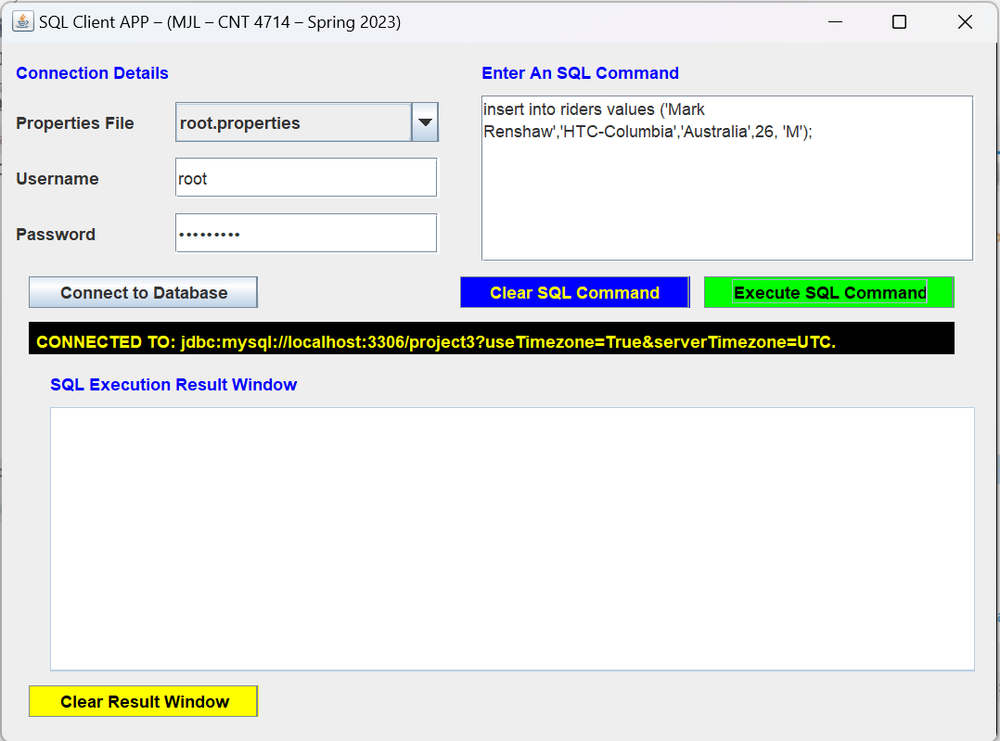 SQL Client APP – (MJL – CNT 4714 – Spring 2023)
Connection Details
Properties File
root.properties
Username
root
Password
•••••••••
Connect to Database
Enter An SQL Command
insert into riders values ('Mark
Renshaw','HTC-Columbia','Australia',26, 'M');
Clear SQL Command
Execute SQL Command
CONNECTED TO: jdbc:mysql://localhost:3306/project3?useTimezone=True&serverTimezone=UTC.
SQL Execution Result Window
Clear Result Window